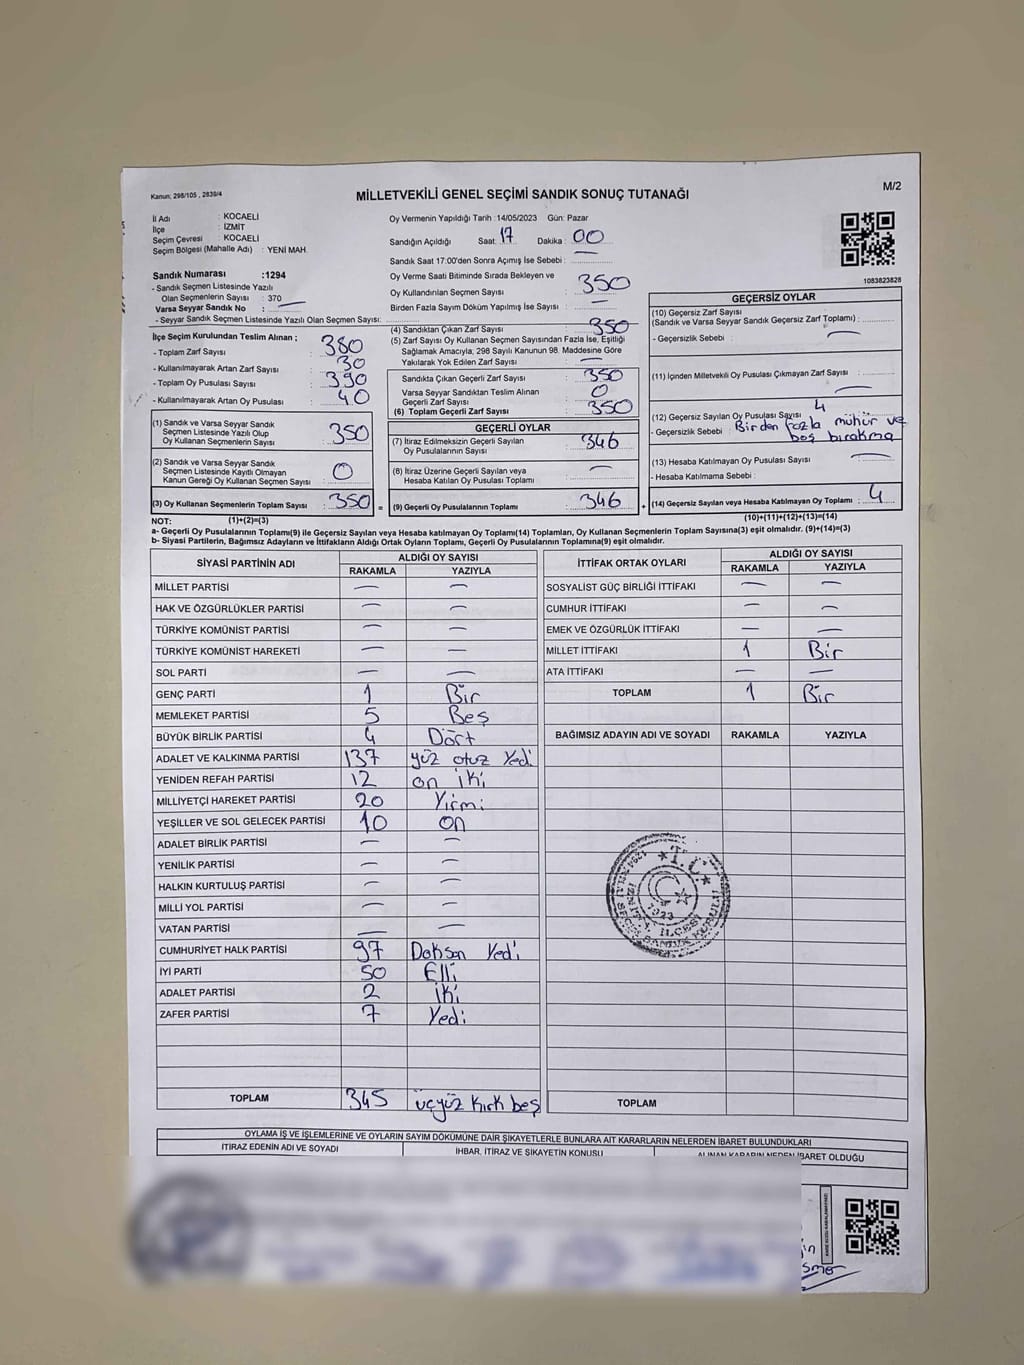 Kanun: 298/105 , 2839/4
MİLLETVEKİLİ GENEL SEÇİMİ SANDIK SONUÇ TUTANAĞI
M/2
İl Adı : KOCAELİ
İlçe : İZMİT
Seçim Çevresi : KOCAELİ
Seçim Bölgesi (Mahalle Adı) : YENİ MAH.
Sandık Numarası :1294
- Sandık Seçmen Listesinde Yazılı
Olan Seçmenlerin Sayısı : 370
Varsa Seyyar Sandık No : —
- Seyyar Sandık Seçmen Listesinde Yazılı Olan Seçmen Sayısı:
Oy Vermenin Yapıldığı Tarih :14/05/2023 Gün: Pazar
Sandığın Açıldığı Saat: 17 Dakika : 00
Sandık Saat 17:00'den Sonra Açımış İse Sebebi : —
Oy Verme Saati Bitiminde Sırada Bekleyen ve
Oy Kullandırılan Seçmen Sayısı : 350
Birden Fazla Sayım Döküm Yapılmış İse Sayısı : —
1083823828
İlçe Seçim Kurulundan Teslim Alınan ;
- Toplam Zarf Sayısı : 380
- Kullanılmayarak Artan Zarf Sayısı : 30
- Toplam Oy Pusulası Sayısı : 390
- Kullanılmayarak Artan Oy Pusulası : 40
(4) Sandıktan Çıkan Zarf Sayısı : 350
(5) Zarf Sayısı Oy Kullanan Seçmen Sayısından Fazla İse, Eşitliği
Sağlamak Amacıyla; 298 Sayılı Kanunun 98. Maddesine Göre
Yakılarak Yok Edilen Zarf Sayısı : —
Sandıkta Çıkan Geçerli Zarf Sayısı : 350
Varsa Seyyar Sandıktan Teslim Alınan
Geçerli Zarf Sayısı : 0
(6) Toplam Geçerli Zarf Sayısı : 350
(1) Sandık ve Varsa Seyyar Sandık
Seçmen Listesinde Yazılı Olup
Oy Kullanan Seçmenlerin Sayısı : 350
(2) Sandık ve Varsa Seyyar Sandık
Seçmen Listesinde Kayıtlı Olmayan
Kanun Gereği Oy Kullanan Seçmen Sayısı : 0
(3) Oy Kullanan Seçmenlerin Toplam Sayısı : 350 =
GEÇERLİ OYLAR
(7) İtiraz Edilmeksizin Geçerli Sayılan
Oy Pusulalarının Sayısı : 346
(8) İtiraz Üzerine Geçerli Sayılan veya
Hesaba Katılan Oy Pusulası Toplamı : —
(9) Geçerli Oy Pusulalarının Toplamı : 346 +
GEÇERSİZ OYLAR
(10) Geçersiz Zarf Sayısı
(Sandık ve Varsa Seyyar Sandık Geçersiz Zarf Toplamı) :
- Geçersizlik Sebebi : —
(11) İçinden Milletvekili Oy Pusulası Çıkmayan Zarf Sayısı : —
(12) Geçersiz Sayılan Oy Pusulası Sayısı : 4
- Geçersizlik Sebebi : Birden fazla mühür ve
boş bırakma
(13) Hesaba Katılmayan Oy Pusulası Sayısı : —
- Hesaba Katılmama Sebebi :
(14) Geçersiz Sayılan veya Hesaba Katılmayan Oy Toplamı : 4
NOT: (1)+(2)=(3)
(10)+(11)+(12)+(13)=(14)
a- Geçerli Oy Pusulalarının Toplamı(9) ile Geçersiz Sayılan veya Hesaba katılmayan Oy Toplamı(14) Toplamları, Oy Kullanan Seçmenlerin Toplam Sayısına(3) eşit olmalıdır. (9)+(14)=(3)
b- Siyasi Partilerin, Bağımsız Adayların ve İttifakların Aldığı Ortak Oyların Toplamı, Geçerli Oy Pusulalarının Toplamına(9) eşit olmalıdır.
SİYASİ PARTİNİN ADI ALDIĞI OY SAYISI
RAKAMLA YAZIYLA
MİLLET PARTİSİ — —
HAK VE ÖZGÜRLÜKLER PARTİSİ — —
TÜRKİYE KOMÜNİST PARTİSİ — —
TÜRKİYE KOMÜNİST HAREKETİ — —
SOL PARTİ — —
GENÇ PARTİ 1 Bir
MEMLEKET PARTİSİ 5 Beş
BÜYÜK BİRLİK PARTİSİ 4 Dört
ADALET VE KALKINMA PARTİSİ 137 yüz otuz Yedi
YENİDEN REFAH PARTİSİ 12 on iki
MİLLİYETÇİ HAREKET PARTİSİ 20 Yirmi
YEŞİLLER VE SOL GELECEK PARTİSİ 10 on
ADALET BİRLİK PARTİSİ — —
YENİLİK PARTİSİ — —
HALKIN KURTULUŞ PARTİSİ — —
MİLLİ YOL PARTİSİ — —
VATAN PARTİSİ — —
CUMHURİYET HALK PARTİSİ 97 Doksan Yedi
İYİ PARTİ 50 Elli
ADALET PARTİSİ 2 iki
ZAFER PARTİSİ 7 Yedi
TOPLAM 345 üçyüz kırk beş
İTTİFAK ORTAK OYLARI ALDIĞI OY SAYISI
RAKAMLA YAZIYLA
SOSYALİST GÜÇ BİRLİĞİ İTTİFAKI — —
CUMHUR İTTİFAKI — —
EMEK VE ÖZGÜRLÜK İTTİFAKI — —
MİLLET İTTİFAKI 1 Bir
ATA İTTİFAKI — —
TOPLAM 1 Bir
BAĞIMSIZ ADAYIN ADI VE SOYADI RAKAMLA YAZIYLA
★T.C.★
1923
TOPLAM
OYLAMA İŞ VE İŞLEMLERİNE VE OYLARIN SAYIM DÖKÜMÜNE DAİR ŞİKAYETLERLE BUNLARA AİT KARARLARIN NELERDEN İBARET BULUNDUKLARI
İTİRAZ EDENİN ADI VE SOYADI İHBAR, İTİRAZ VE ŞİKAYETİN KONUSU ALINAN KARARIN NEDEN İBARET OLDUĞU